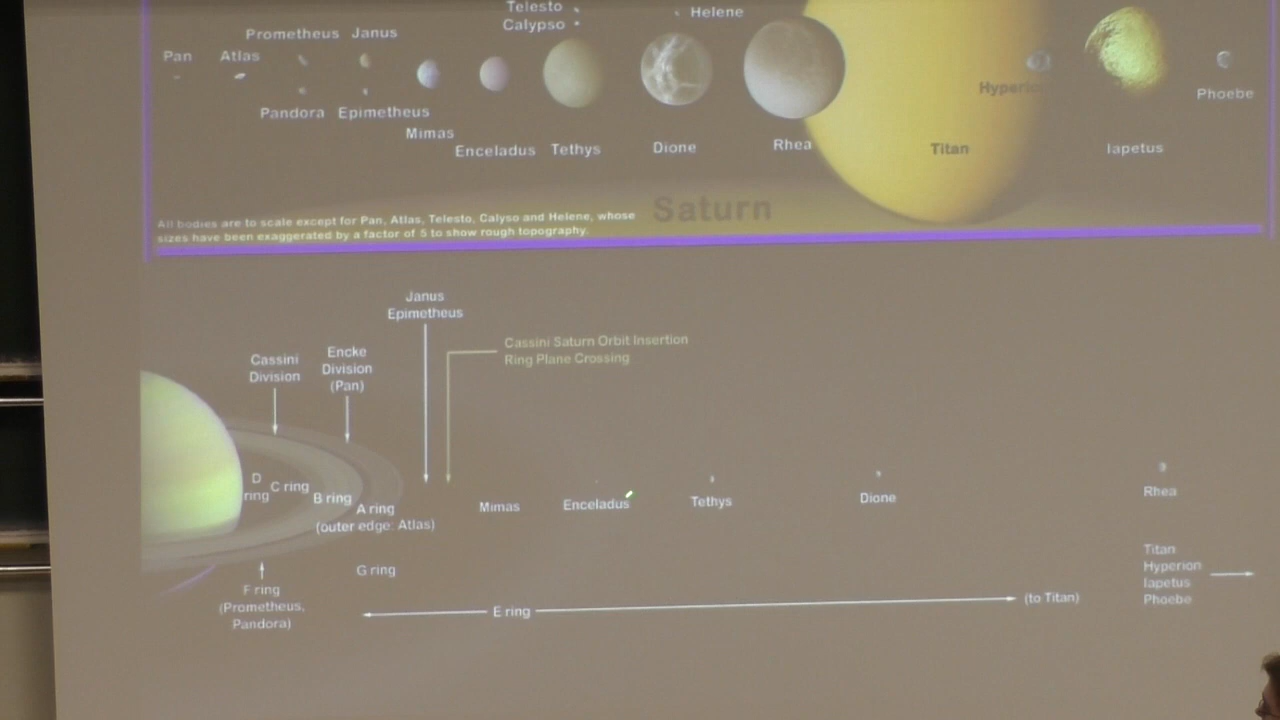 Telesto
Calypso
Helene
Prometheus
Janus
Pan
Atlas
Pandora
Epimetheus
Mimas
Enceladus
Tethys
Dione
Rhea
Titan
Hyperion
Iapetus
Phoebe
Saturn
All bodies are to scale except for Pan, Atlas, Telesto, Calyso and Helene, whose
sizes have been exaggerated by a factor of 5 to show rough topography.
Janus
Epimetheus
Cassini Saturn Orbit Insertion
Ring Plane Crossing
Cassini
Division
Encke
Division
(Pan)
D
ring
C ring
B ring
A ring
(outer edge: Atlas)
Mimas
Enceladus
Tethys
Dione
Rhea
G ring
F ring
(Prometheus,
Pandora)
E ring
(to Titan)
Titan
Hyperion
Iapetus
Phoebe